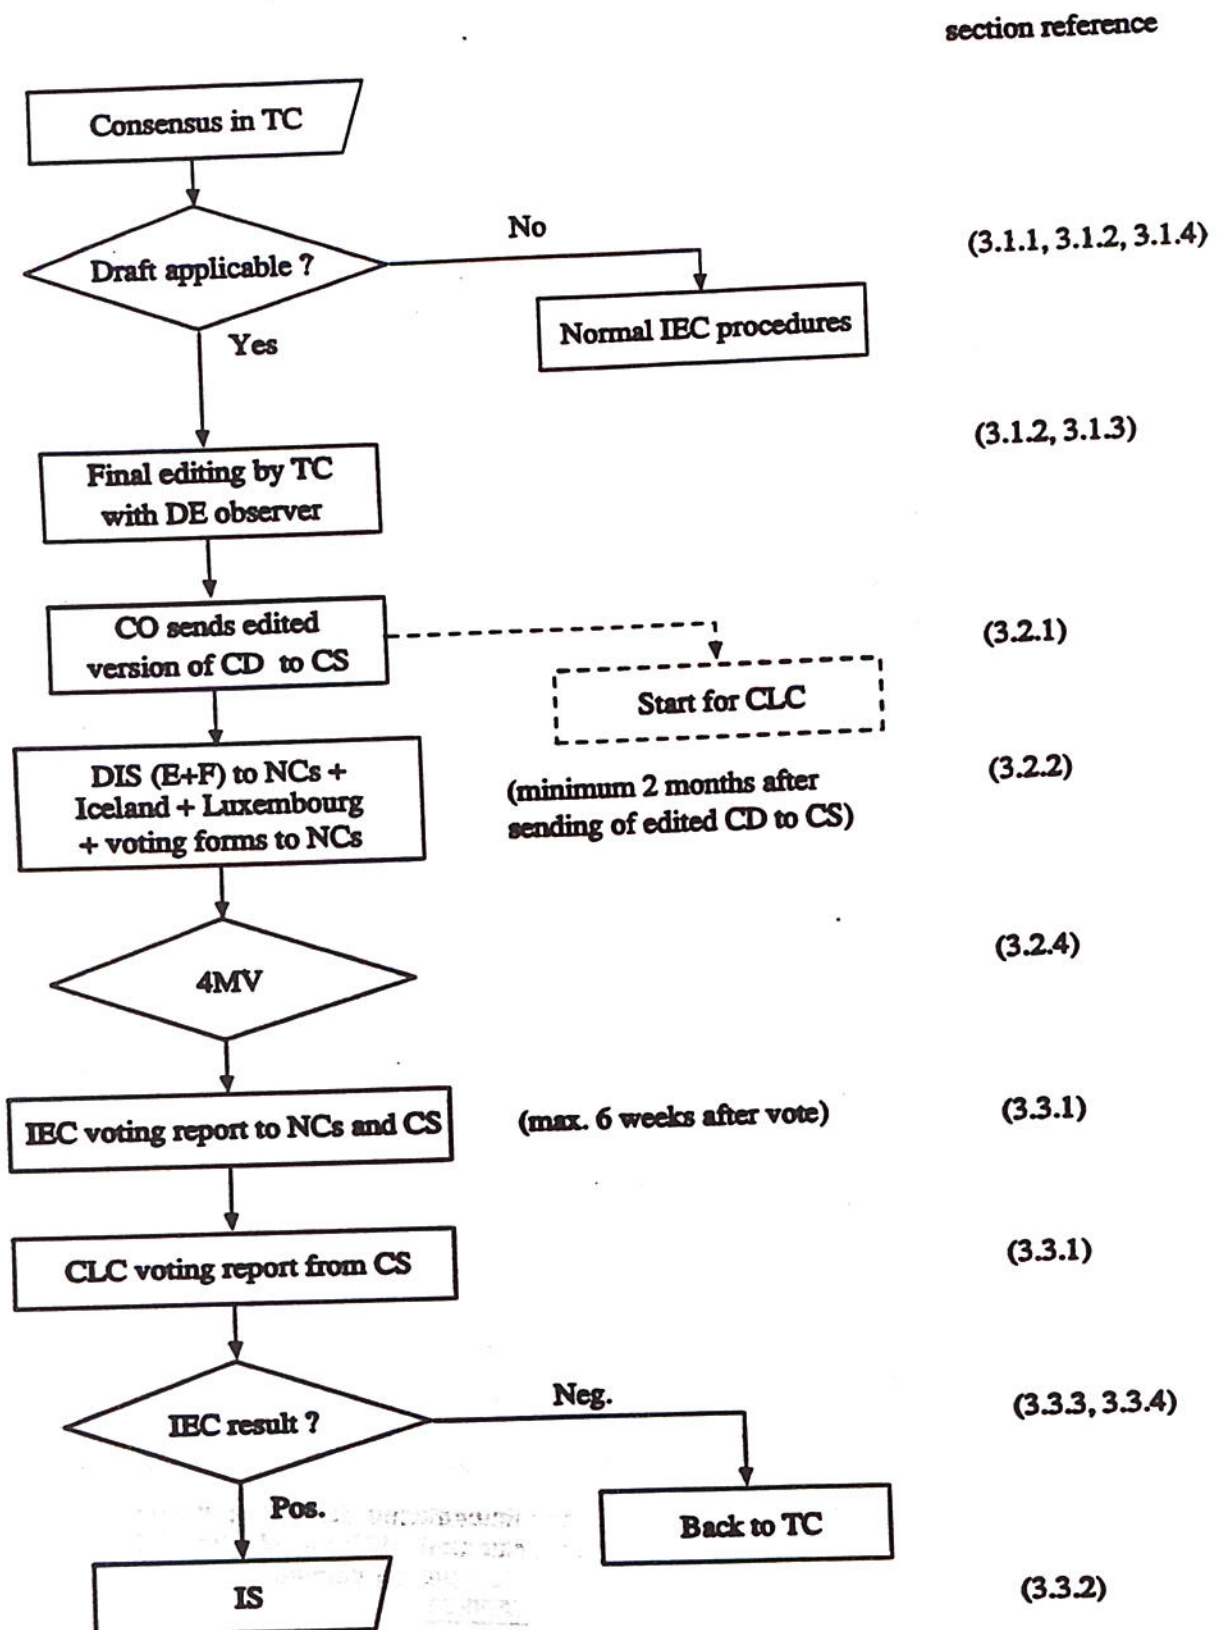 section reference
Consensus in TC
No
(3.1.1, 3.1.2, 3.1.4)
Draft applicable ?
Normal IEC procedures
Yes
(3.1.2, 3.1.3)
Final editing by TC
with DE observer
CO sends edited
version of CD to CS
(3.2.1)
Start for CLC
DIS (E+F) to NCs +
Iceland + Luxembourg
+ voting forms to NCs
(minimum 2 months after
sending of edited CD to CS)
(3.2.2)
4MV
(3.2.4)
IEC voting report to NCs and CS
(max. 6 weeks after vote)
(3.3.1)
CLC voting report from CS
(3.3.1)
IEC result ?
Neg.
(3.3.3, 3.3.4)
Pos.
Back to TC
IS
(3.3.2)